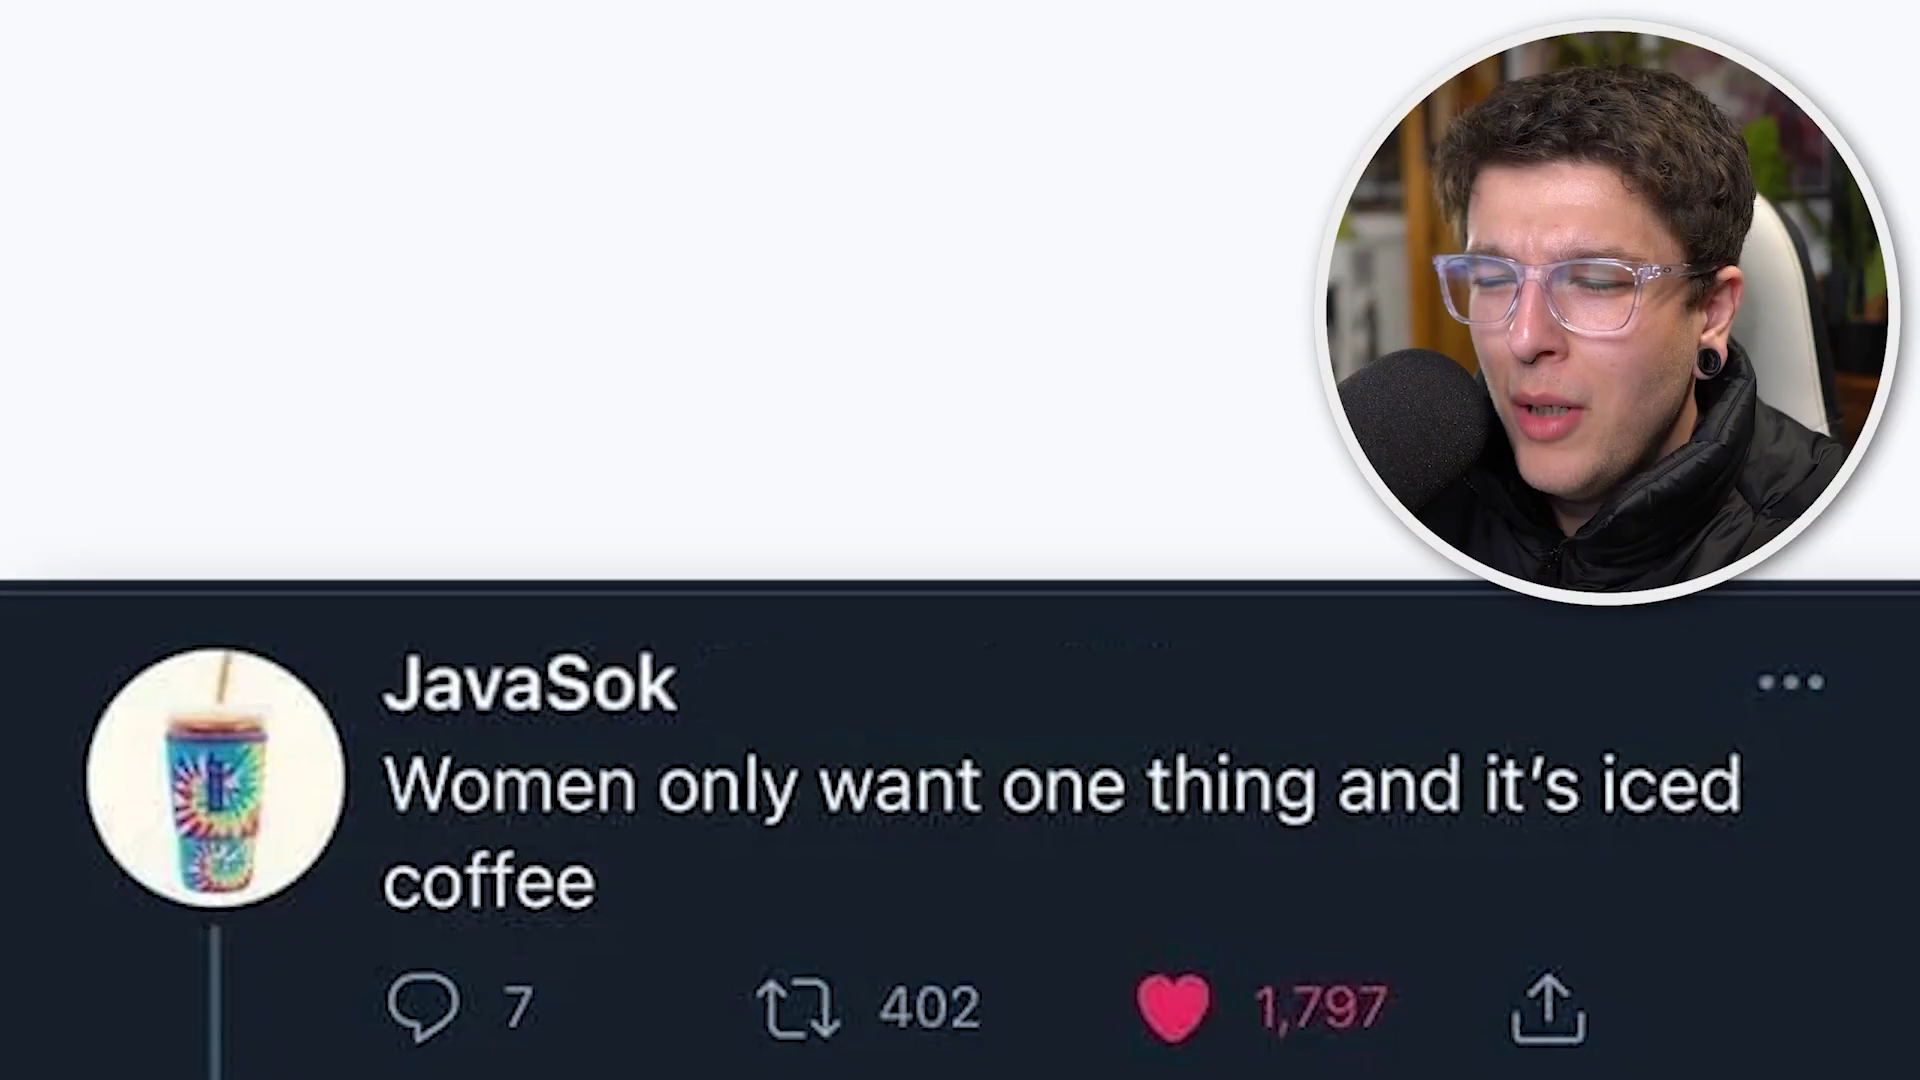 JavaSok
Women only want one thing and it’s iced
coffee
7 402 1,797